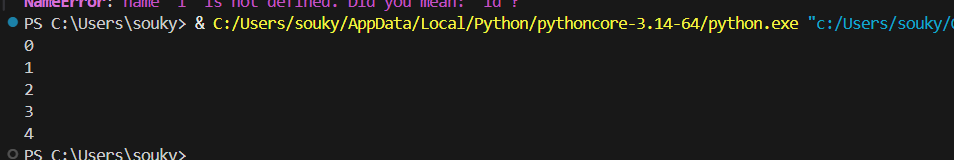 NameError: name 'i' is not defined. Did you mean: 'id'?
PS C:\Users\souky> & C:/Users/souky/AppData/Local/Python/pythoncore-3.14-64/python.exe "c:/Users/souky/
0
1
2
3
4
PS C:\Users\souky>